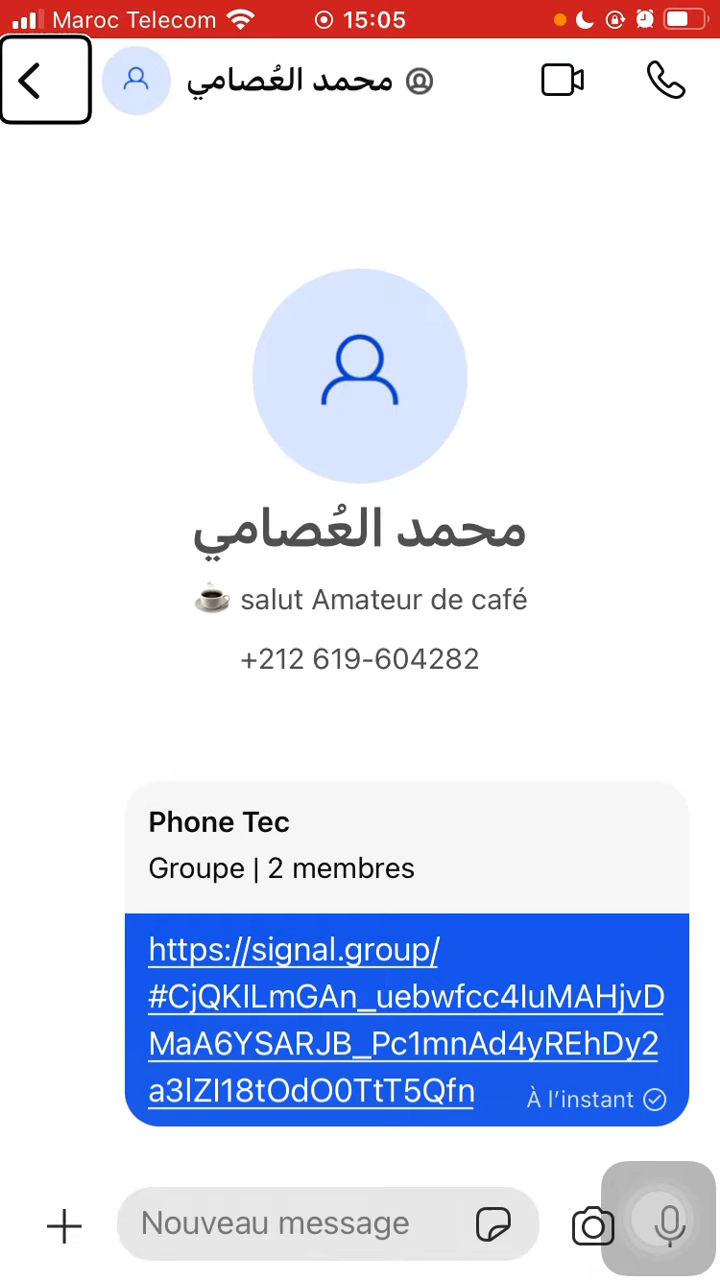 Maroc Telecom 15:05
محمد العُصامي
محمد العُصامي
☕ salut Amateur de café
+212 619-604282
Phone Tec
Groupe | 2 membres
https://signal.group/
#CjQKILmGAn_uebwfcc4IuMAHjvD
MaA6YSARJB_Pc1mnAd4yREhDy2
a3lZI18tOdO0TtT5Qfn
À l’instant
Nouveau message